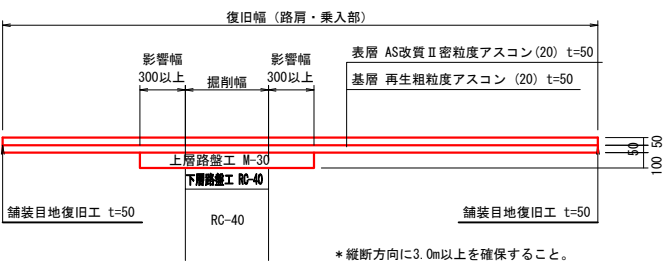 復旧幅（路肩・乗入部）
影響幅
300以上
掘削幅
影響幅
300以上
表層 AS改質Ⅱ密粒度アスコン(20) t=50
基層 再生粗粒度アスコン (20) t=50
上層路盤工 M-30
下層路盤工 RC-40
RC-40
50
50
100
舗装目地復旧工 t=50
舗装目地復旧工 t=50
＊縦断方向に3.0m以上を確保すること。